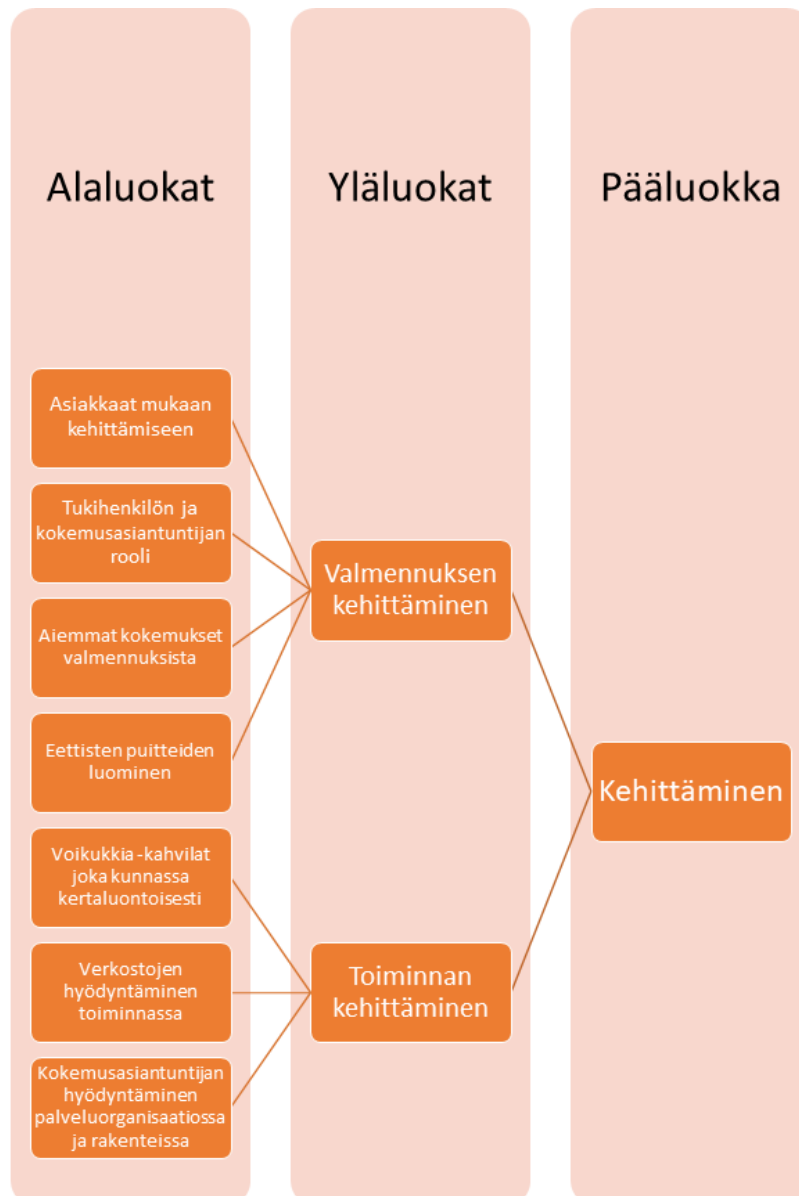 Alaluokat
Yläluokat
Pääluokka
Asiakkaat mukaan
kehittämiseen
Tukihenkilön ja
kokemusasiantuntijan
rooli
Aiemmat kokemukset
valmennuksista
Eettisten puitteiden
luominen
Voikukkia -kahvilat
joka kunnassa
kertaluontoisesti
Verkostojen
hyödyntäminen
toiminnassa
Kokemusasiantuntijan
hyödyntäminen
palveluorganisaatiossa
ja rakenteissa
Valmennuksen
kehittäminen
Toiminnan
kehittäminen
Kehittäminen